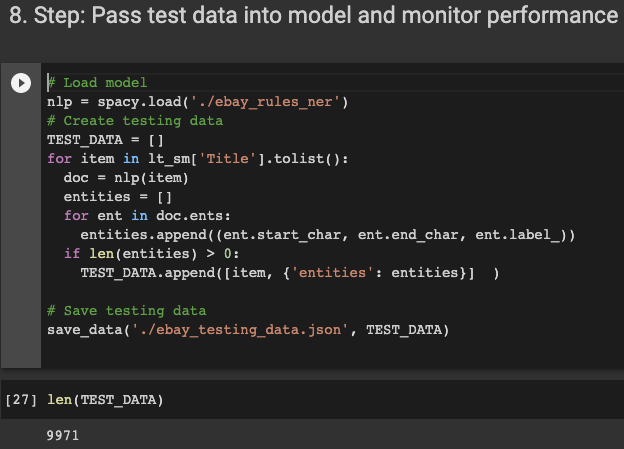 8. Step: Pass test data into model and monitor performance
# Load model
nlp = spacy.load('./ebay_rules_ner')
# Create testing data
TEST_DATA = []
for item in lt_sm['Title'].tolist():
  doc = nlp(item)
  entities = []
  for ent in doc.ents:
    entities.append((ent.start_char, ent.end_char, ent.label_))
  if len(entities) > 0:
    TEST_DATA.append([item, {'entities': entities}]  )
# Save testing data
save_data('./ebay_testing_data.json', TEST_DATA)
[27] len(TEST_DATA)
9971